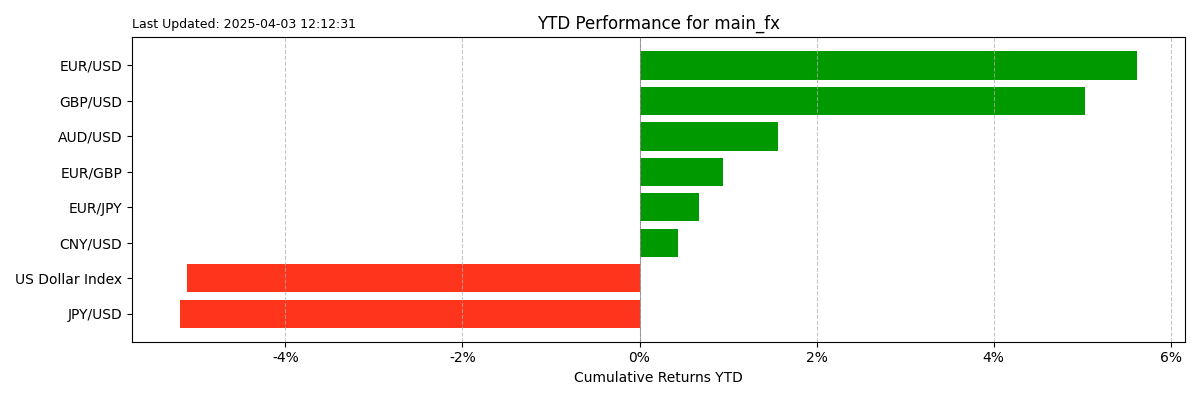 Last Updated: 2025-04-03 12:12:31
YTD Performance for main_fx
EUR/USD
GBP/USD
AUD/USD
EUR/GBP
EUR/JPY
CNY/USD
US Dollar Index
JPY/USD
-4% -2% 0% 2% 4% 6%
Cumulative Returns YTD